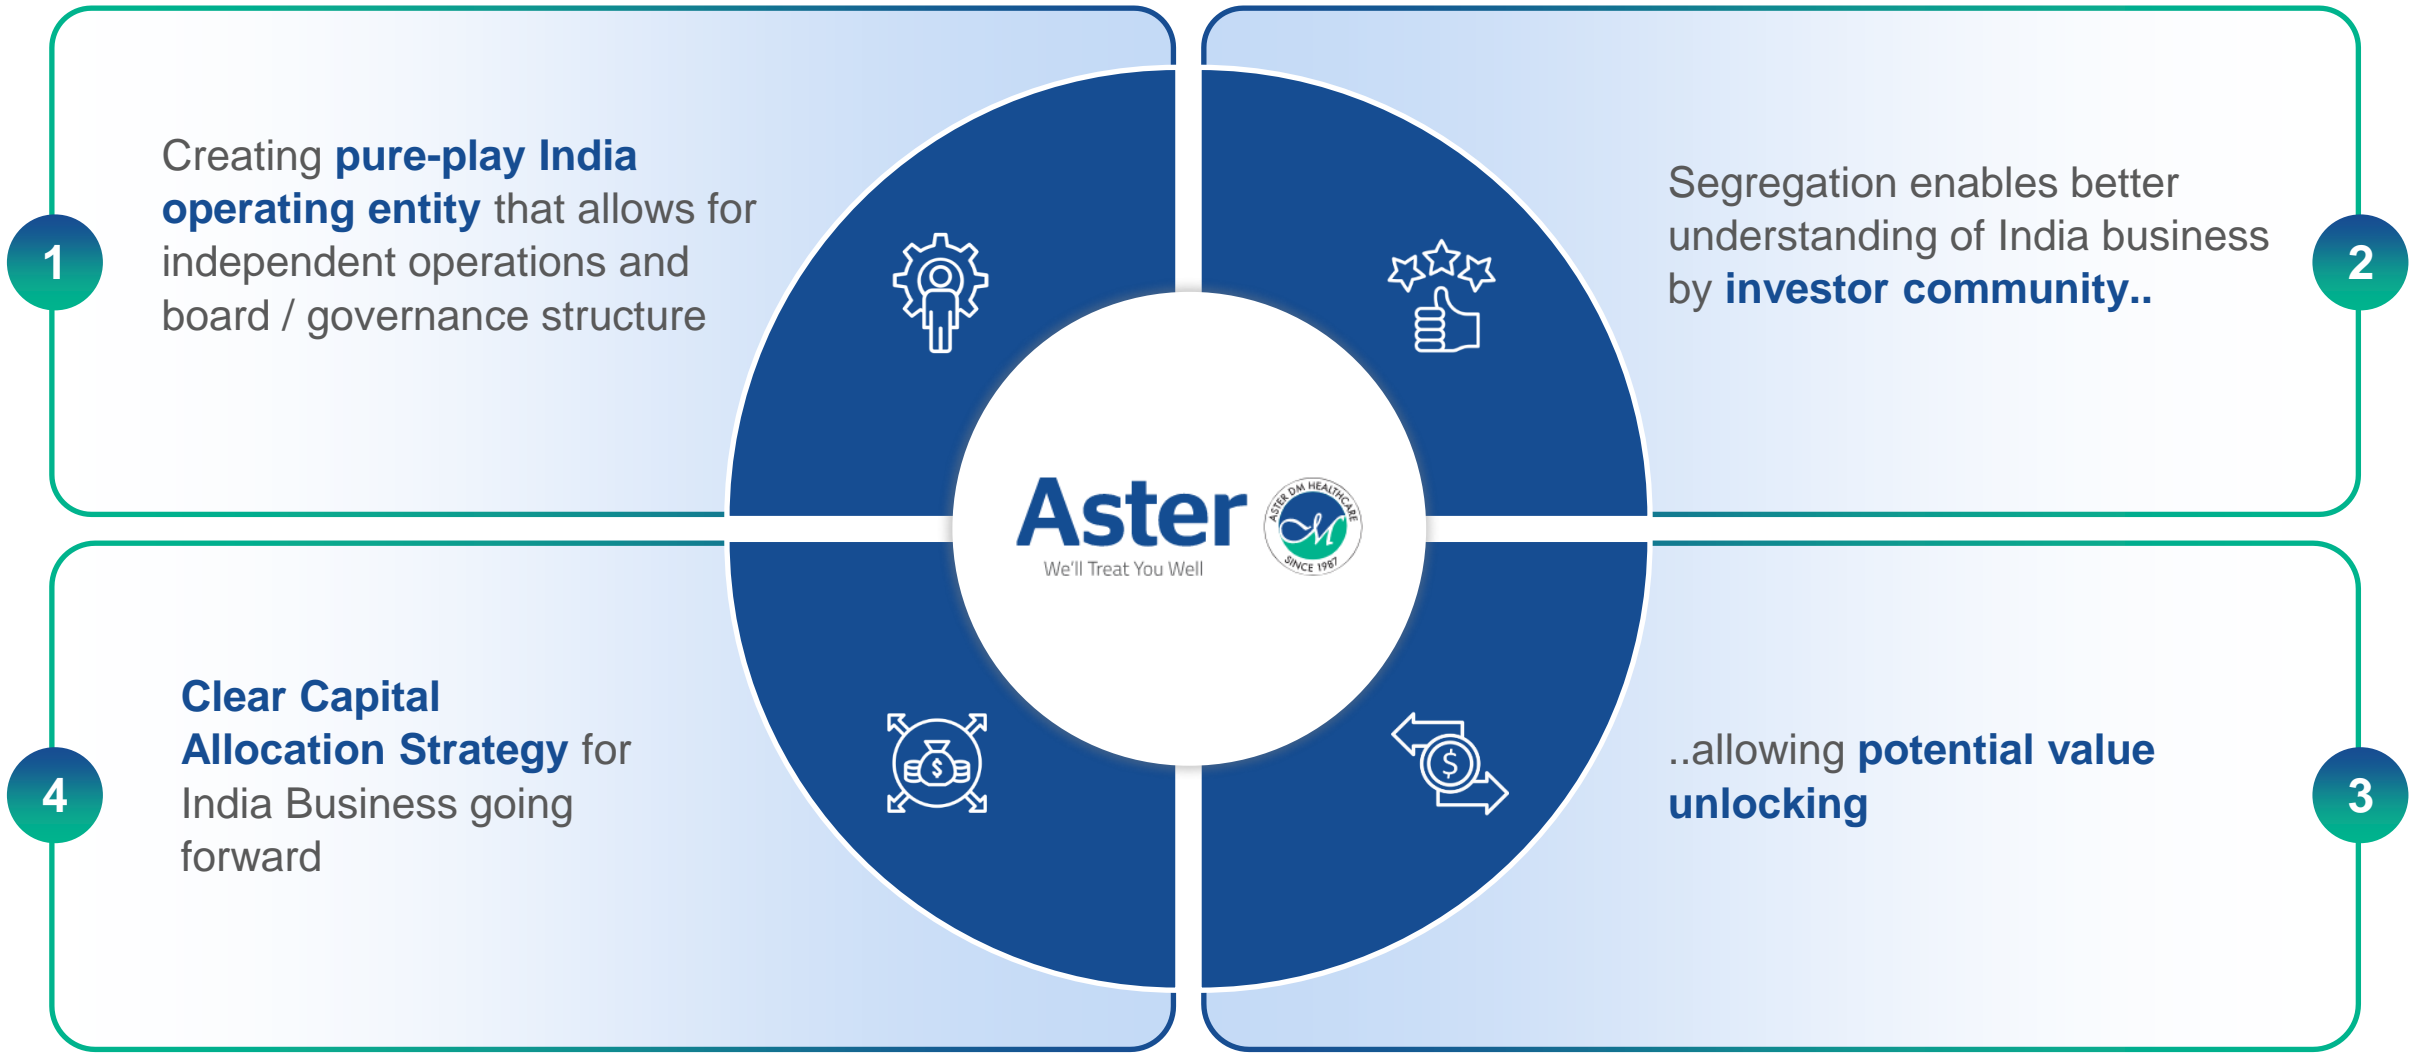 1
Creating pure-play India
operating entity that allows for
independent operations and
board / governance structure
2
Segregation enables better
understanding of India business
by investor community..
Aster
We'll Treat You Well
ASTER DM HEALTHCARE
SINCE 1987
3
..allowing potential value
unlocking
4
Clear Capital
Allocation Strategy for
India Business going
forward
$
$